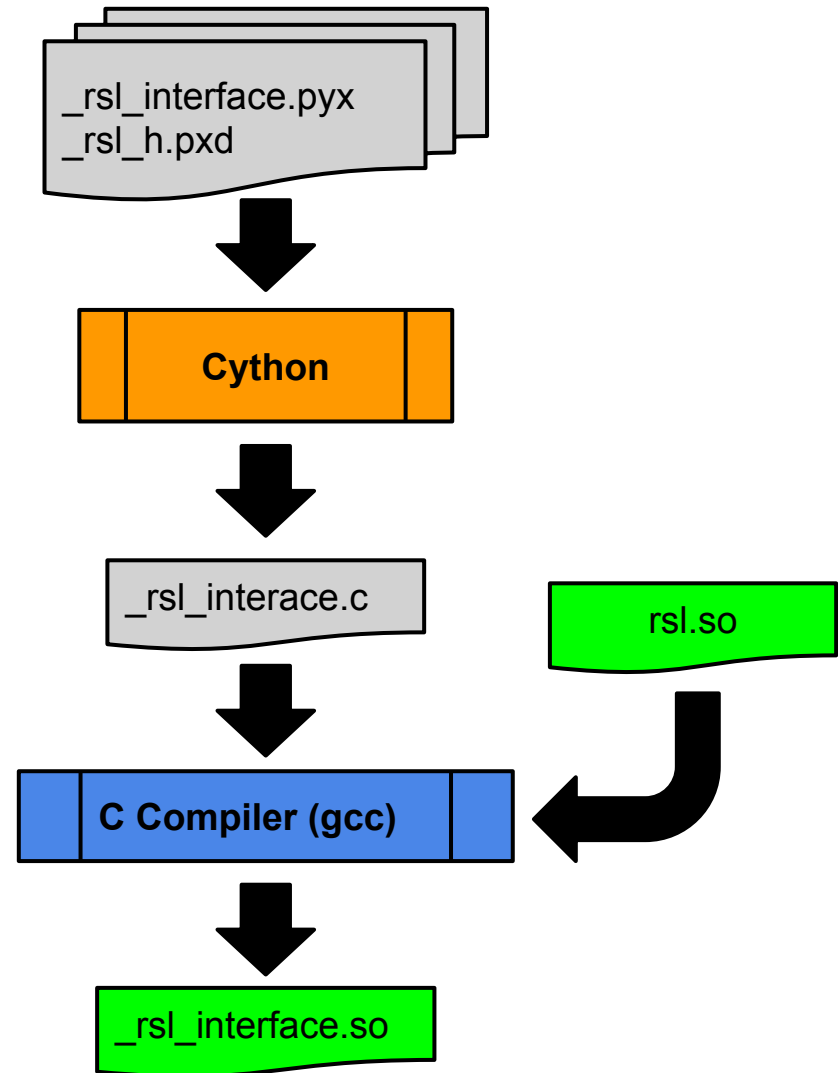 _rsl_interface.pyx
_rsl_h.pxd
Cython
_rsl_interace.c
rsl.so
C Compiler (gcc)
_rsl_interface.so